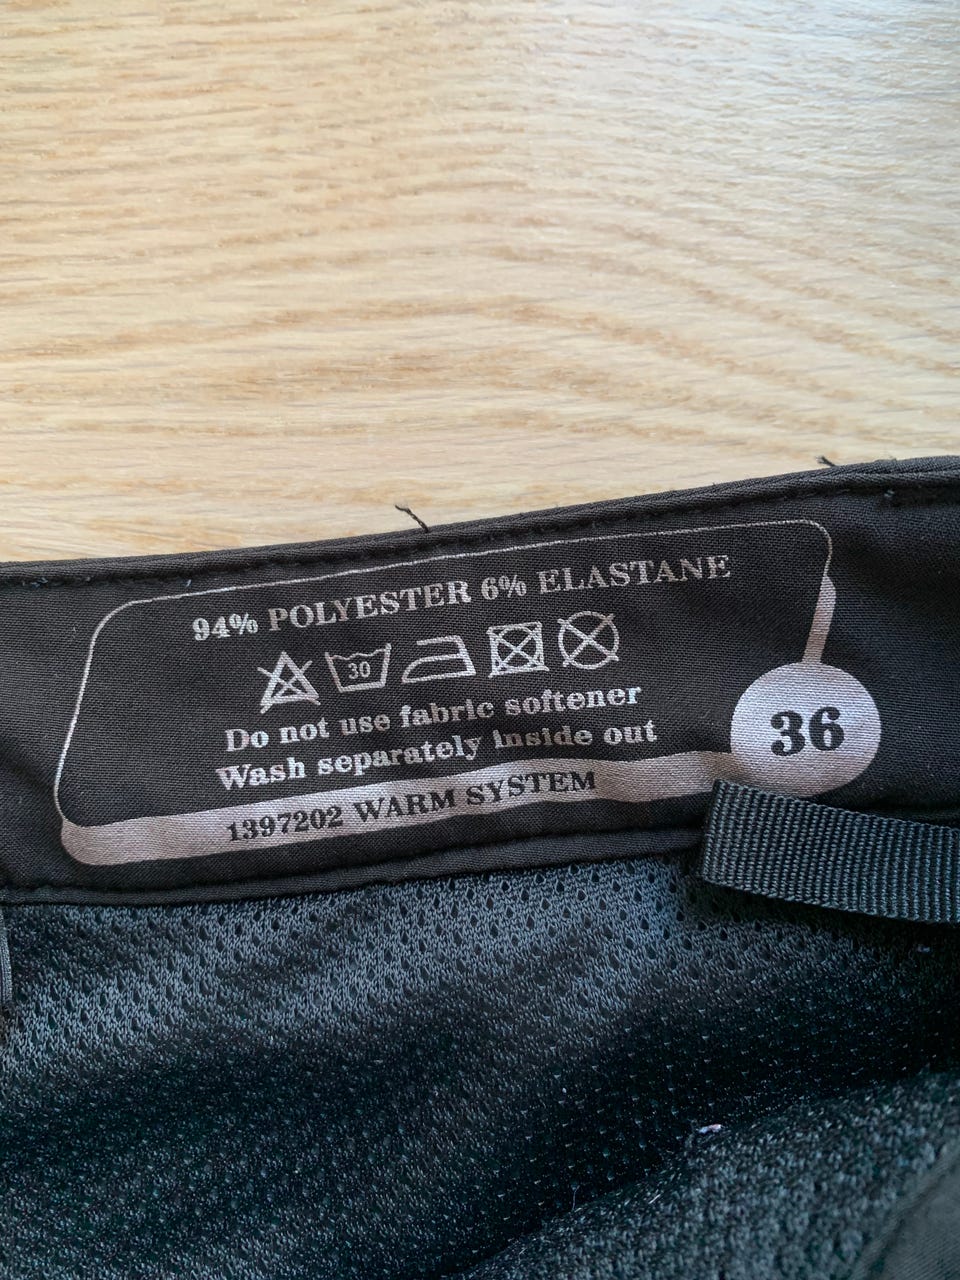 94% POLYESTER 6% ELASTANE
30
Do not use fabric softener
Wash separately inside out
36
1397202 WARM SYSTEM